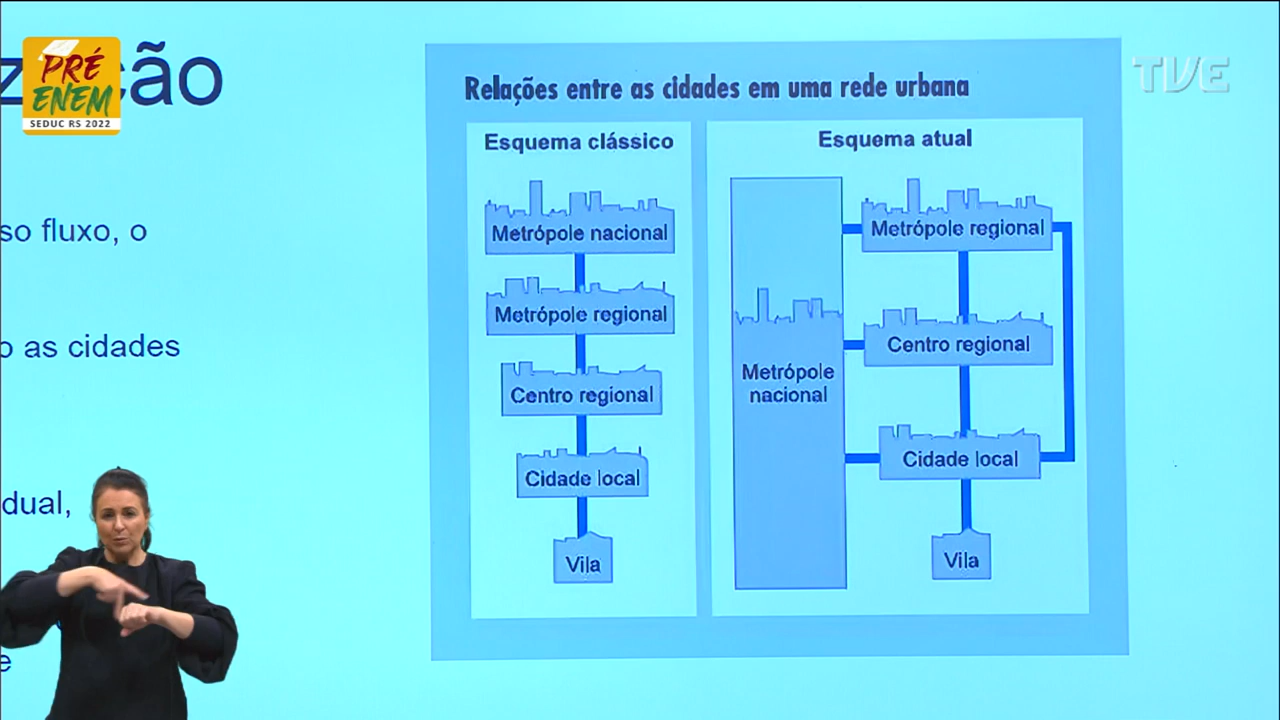 PRÉ
ENEM
SEDUC RS 2022
ção
so fluxo, o
o as cidades
dual,
e
TVE
Relações entre as cidades em uma rede urbana
Esquema clássico
Metrópole nacional
Metrópole regional
Centro regional
Cidade local
Vila
Esquema atual
Metrópole
nacional
Metrópole regional
Centro regional
Cidade local
Vila